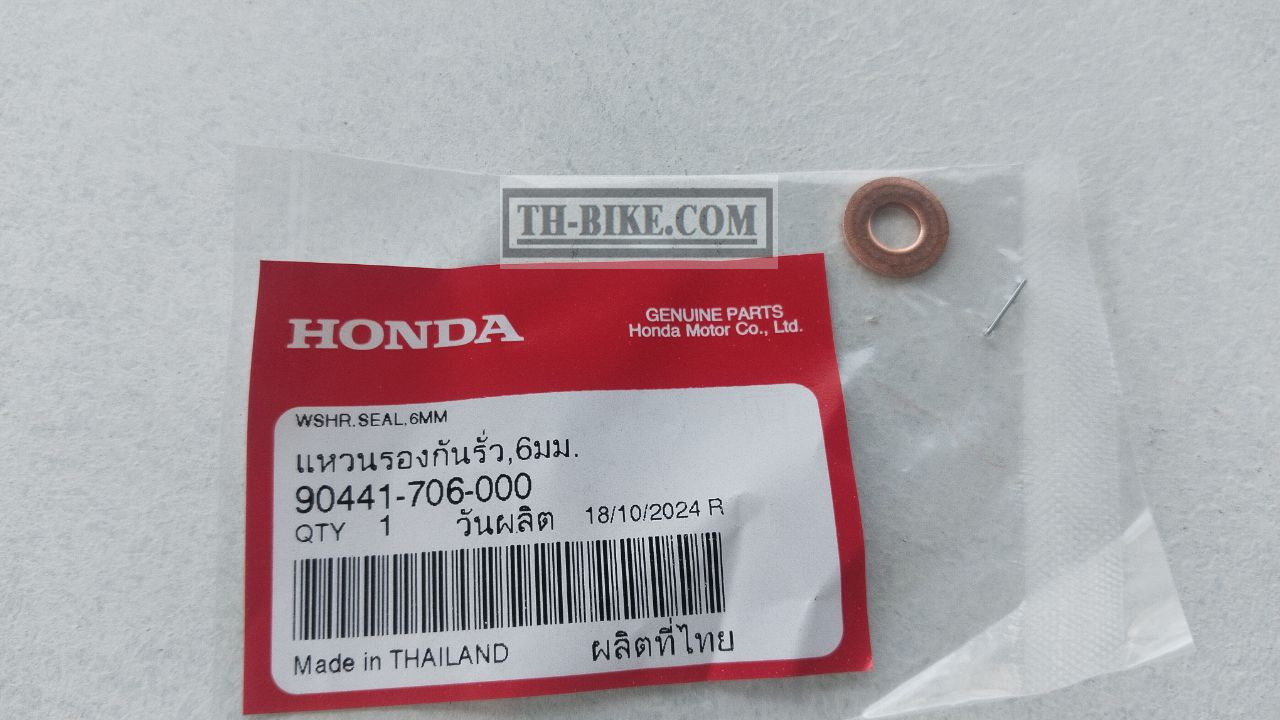 TH-BIKE.COM
HONDA
GENUINE PARTS
Honda Motor Co., Ltd.
WSHR.SEAL,6MM
แหวนรองกันรั่ว,6มม.
90441-706-000
QTY 1 วันผลิต 18/10/2024 R
Made in THAILAND ผลิตที่ไทย